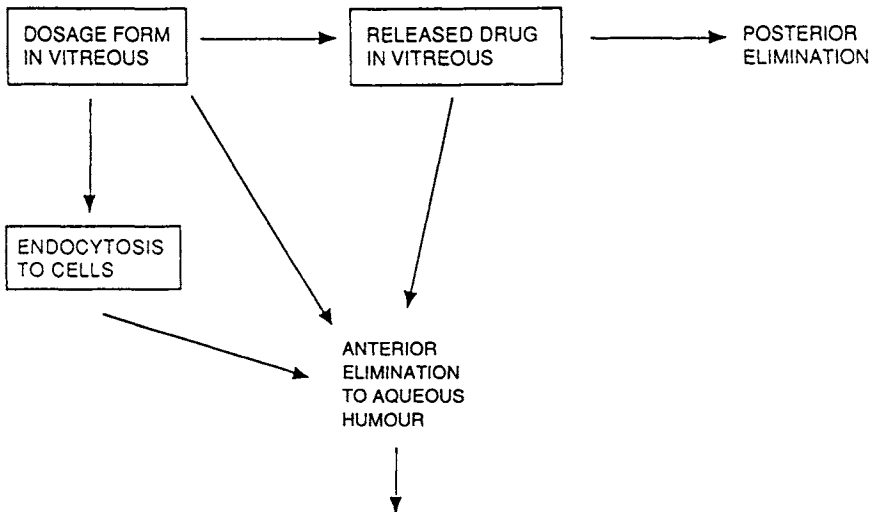 DOSAGE FORM
IN VITREOUS
RELEASED DRUG
IN VITREOUS
POSTERIOR
ELIMINATION
ENDOCYTOSIS
TO CELLS
ANTERIOR
ELIMINATION
TO AQUEOUS
HUMOUR